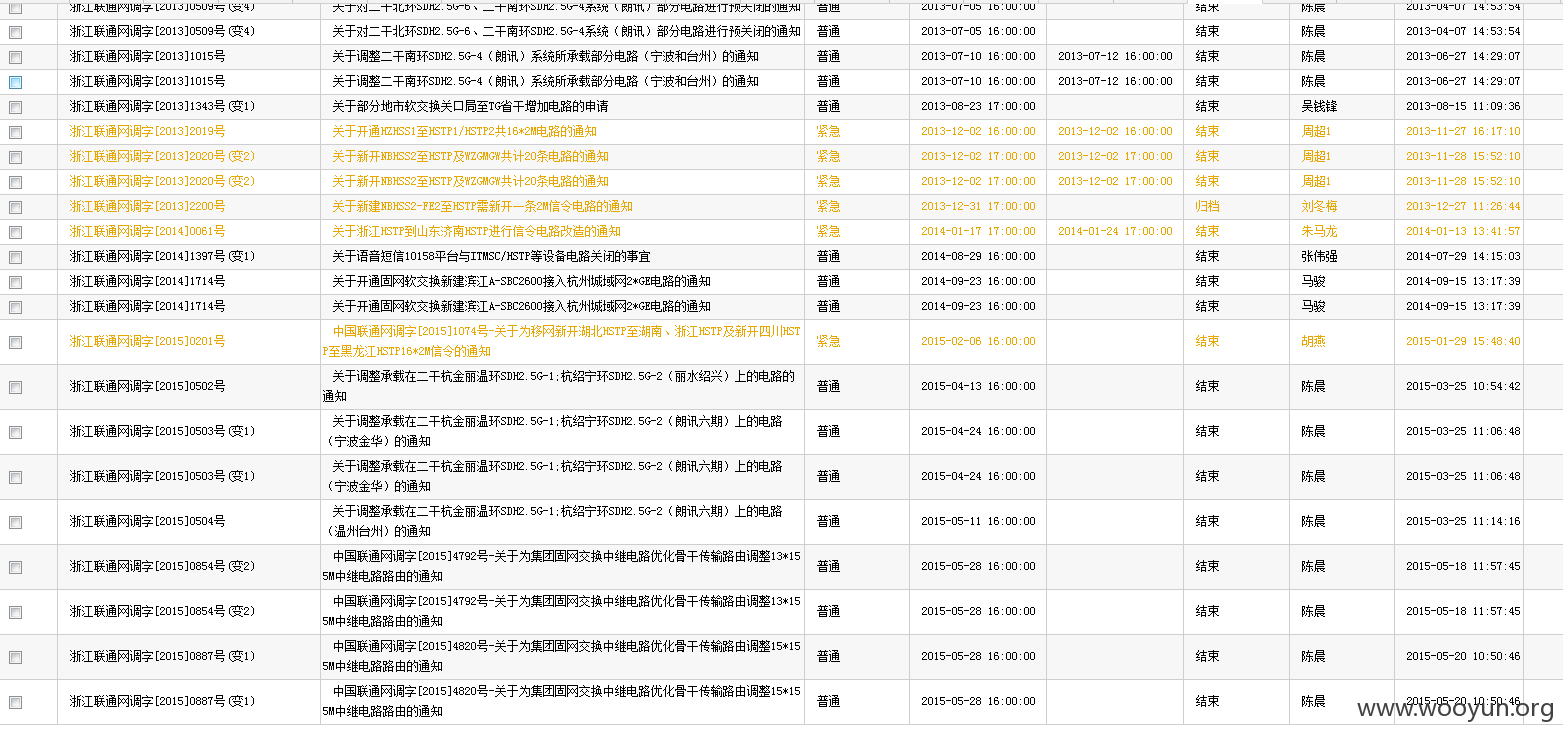 浙江联通网调字[2013]0509号(变4) 关于对二干北环SDH2.5G-6、二干南环SDH2.5G-4系统（朗讯）部分电路进行预关闭的通知 普通 2013-07-05 16:00:00 结束 陈晨 2013-04-07 14:53:54
浙江联通网调字[2013]0509号(变4) 关于对二干北环SDH2.5G-6、二干南环SDH2.5G-4系统（朗讯）部分电路进行预关闭的通知 普通 2013-07-05 16:00:00 结束 陈晨 2013-04-07 14:53:54
浙江联通网调字[2013]1015号 关于调整二干南环SDH2.5G-4（朗讯）系统所承载部分电路（宁波和台州）的通知 普通 2013-07-10 16:00:00 2013-07-12 16:00:00 结束 陈晨 2013-06-27 14:29:07
浙江联通网调字[2013]1015号 关于调整二干南环SDH2.5G-4（朗讯）系统所承载部分电路（宁波和台州）的通知 普通 2013-07-10 16:00:00 2013-07-12 16:00:00 结束 陈晨 2013-06-27 14:29:07
浙江联通网调字[2013]1343号(变1) 关于部分地市软交换关口局至TG省干增加电路的申请 普通 2013-08-23 17:00:00 结束 吴钱锋 2013-08-15 11:09:36
浙江联通网调字[2013]2019号 关于开通HZHSS1至HSTP1/HSTP2共16*2M电路的通知 紧急 2013-12-02 16:00:00 2013-12-02 16:00:00 结束 周超1 2013-11-27 16:17:10
浙江联通网调字[2013]2020号(变2) 关于新开NBHSS2至HSTP及WZGMGW共计20条电路的通知 紧急 2013-12-02 17:00:00 2013-12-02 17:00:00 结束 周超1 2013-11-28 15:52:10
浙江联通网调字[2013]2020号(变2) 关于新开NBHSS2至HSTP及WZGMGW共计20条电路的通知 紧急 2013-12-02 17:00:00 2013-12-02 17:00:00 结束 周超1 2013-11-28 15:52:10
浙江联通网调字[2013]2200号 关于新建NBHSS2-FE2至HSTP需新开一条2M信令电路的通知 紧急 2013-12-31 17:00:00 归档 刘冬梅 2013-12-27 11:26:44
浙江联通网调字[2014]0061号 关于浙江HSTP到山东济南HSTP进行信令电路改造的通知 紧急 2014-01-17 17:00:00 2014-01-24 17:00:00 结束 朱马龙 2014-01-13 13:41:57
浙江联通网调字[2014]1397号(变1) 关于语音短信10158平台与ITMSC/HSTP等设备电路关闭的事宜 普通 2014-08-29 16:00:00 结束 张伟强 2014-07-29 14:15:03
浙江联通网调字[2014]1714号 关于开通固网软交换新建滨江A-SBC2600接入杭州城域网2*GE电路的通知 普通 2014-09-23 16:00:00 结束 马骏 2014-09-15 13:17:39
浙江联通网调字[2014]1714号 关于开通固网软交换新建滨江A-SBC2600接入杭州城域网2*GE电路的通知 普通 2014-09-23 16:00:00 结束 马骏 2014-09-15 13:17:39
浙江联通网调字[2015]0201号 中国联通网调字[2015]1074号-关于为移网新开湖北HSTP至湖南、浙江HSTP及新开四川HST 紧急 2015-02-06 16:00:00 结束 胡燕 2015-01-29 15:48:40
P至黑龙江HSTP16*2M信令的通知
浙江联通网调字[2015]0502号 关于调整承载在二干杭金丽温环SDH2.5G-1;杭绍宁环SDH2.5G-2（丽水绍兴）上的电路的 普通 2015-04-13 16:00:00 结束 陈晨 2015-03-25 10:54:42
通知
浙江联通网调字[2015]0503号(变1) 关于调整承载在二干杭金丽温环SDH2.5G-1;杭绍宁环SDH2.5G-2（朗讯六期）上的电路 普通 2015-04-24 16:00:00 结束 陈晨 2015-03-25 11:06:48
（宁波金华）的通知
浙江联通网调字[2015]0503号(变1) 关于调整承载在二干杭金丽温环SDH2.5G-1;杭绍宁环SDH2.5G-2（朗讯六期）上的电路 普通 2015-04-24 16:00:00 结束 陈晨 2015-03-25 11:06:48
（宁波金华）的通知
浙江联通网调字[2015]0504号 关于调整承载在二干杭金丽温环SDH2.5G-1;杭绍宁环SDH2.5G-2（朗讯六期）上的电路 普通 2015-05-11 16:00:00 结束 陈晨 2015-03-25 11:14:16
（温州台州）的通知
浙江联通网调字[2015]0854号(变2) 中国联通网调字[2015]4792号-关于为集团固网交换中继电路优化骨干传输路由调整13*15 普通 2015-05-28 16:00:00 结束 陈晨 2015-05-18 11:57:45
5M中继电路路由的通知
浙江联通网调字[2015]0854号(变2) 中国联通网调字[2015]4792号-关于为集团固网交换中继电路优化骨干传输路由调整13*15 普通 2015-05-28 16:00:00 结束 陈晨 2015-05-18 11:57:45
5M中继电路路由的通知
浙江联通网调字[2015]0887号(变1) 中国联通网调字[2015]4820号-关于为集团固网交换中继电路优化骨干传输路由调整15*15 普通 2015-05-28 16:00:00 结束 陈晨 2015-05-20 10:50:46
5M中继电路路由的通知
浙江联通网调字[2015]0887号(变1) 中国联通网调字[2015]4820号-关于为集团固网交换中继电路优化骨干传输路由调整15*15 普通 2015-05-28 16:00:00 结束 陈晨 2015-05-20 10:50:46
5M中继电路路由的通知
www.wooyun.org